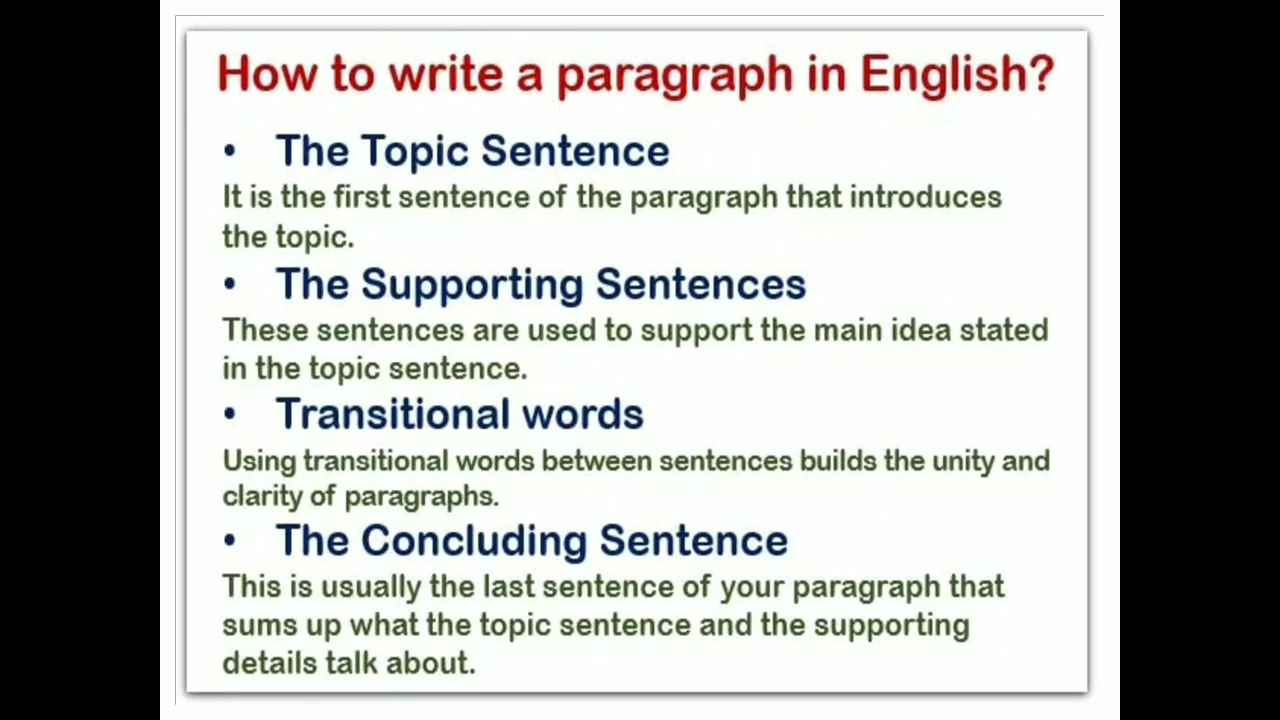 How to write a paragraph in English?
• The Topic Sentence
It is the first sentence of the paragraph that introduces
the topic.
• The Supporting Sentences
These sentences are used to support the main idea stated
in the topic sentence.
• Transitional words
Using transitional words between sentences builds the unity and
clarity of paragraphs.
• The Concluding Sentence
This is usually the last sentence of your paragraph that
sums up what the topic sentence and the supporting
details talk about.